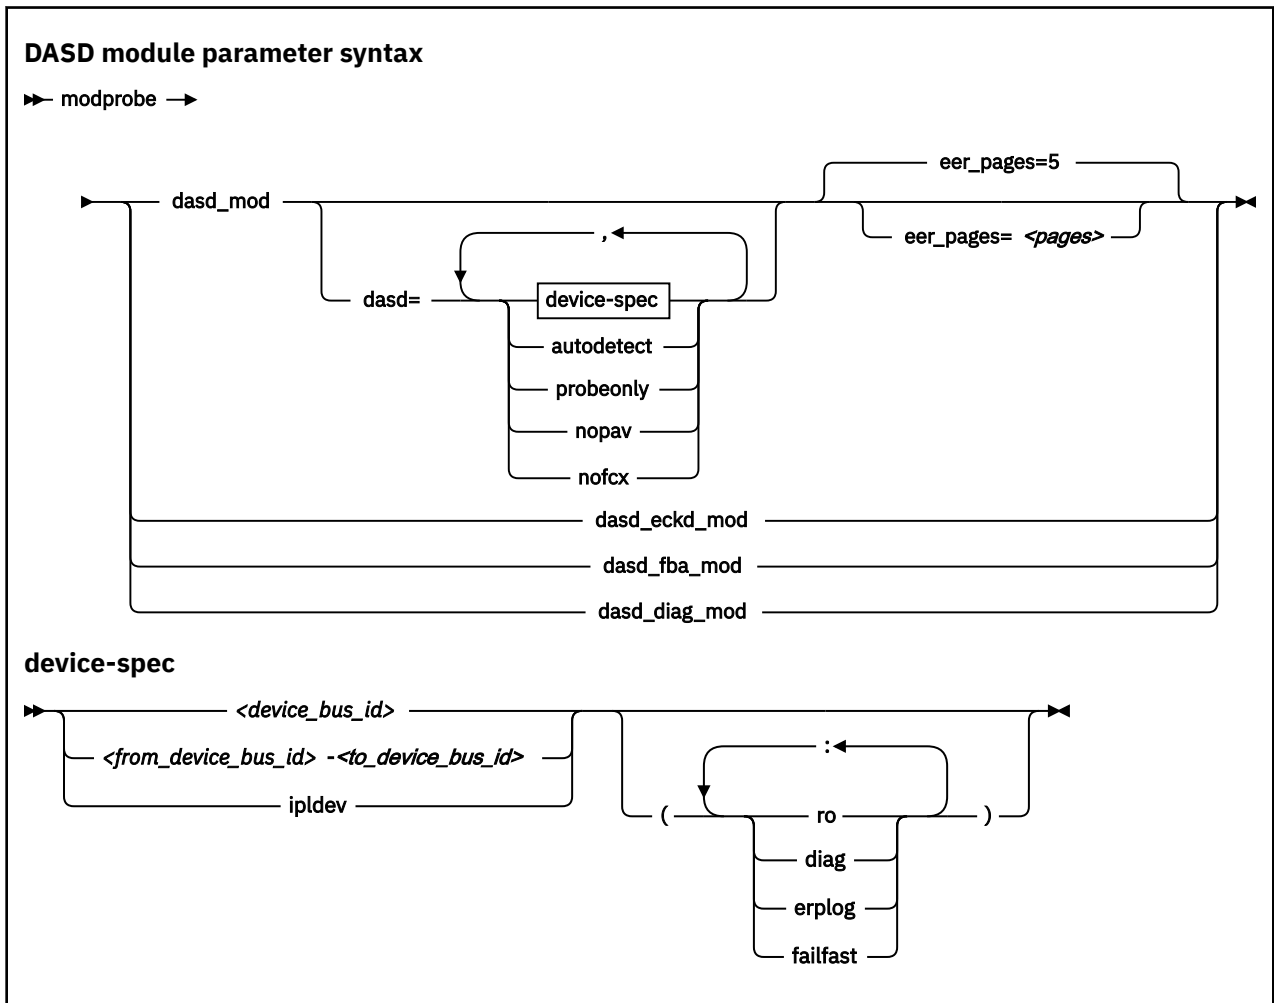 DASD module parameter syntax
modprobe
eer_pages=5
dasd_mod
eer_pages= <pages>
,
dasd= device-spec
autodetect
probeonly
nopav
nofcx
dasd_eckd_mod
dasd_fba_mod
dasd_diag_mod
device-spec
<device_bus_id>
<from_device_bus_id> -<to_device_bus_id>
:
ipldev
( ro )
diag
erplog
failfast